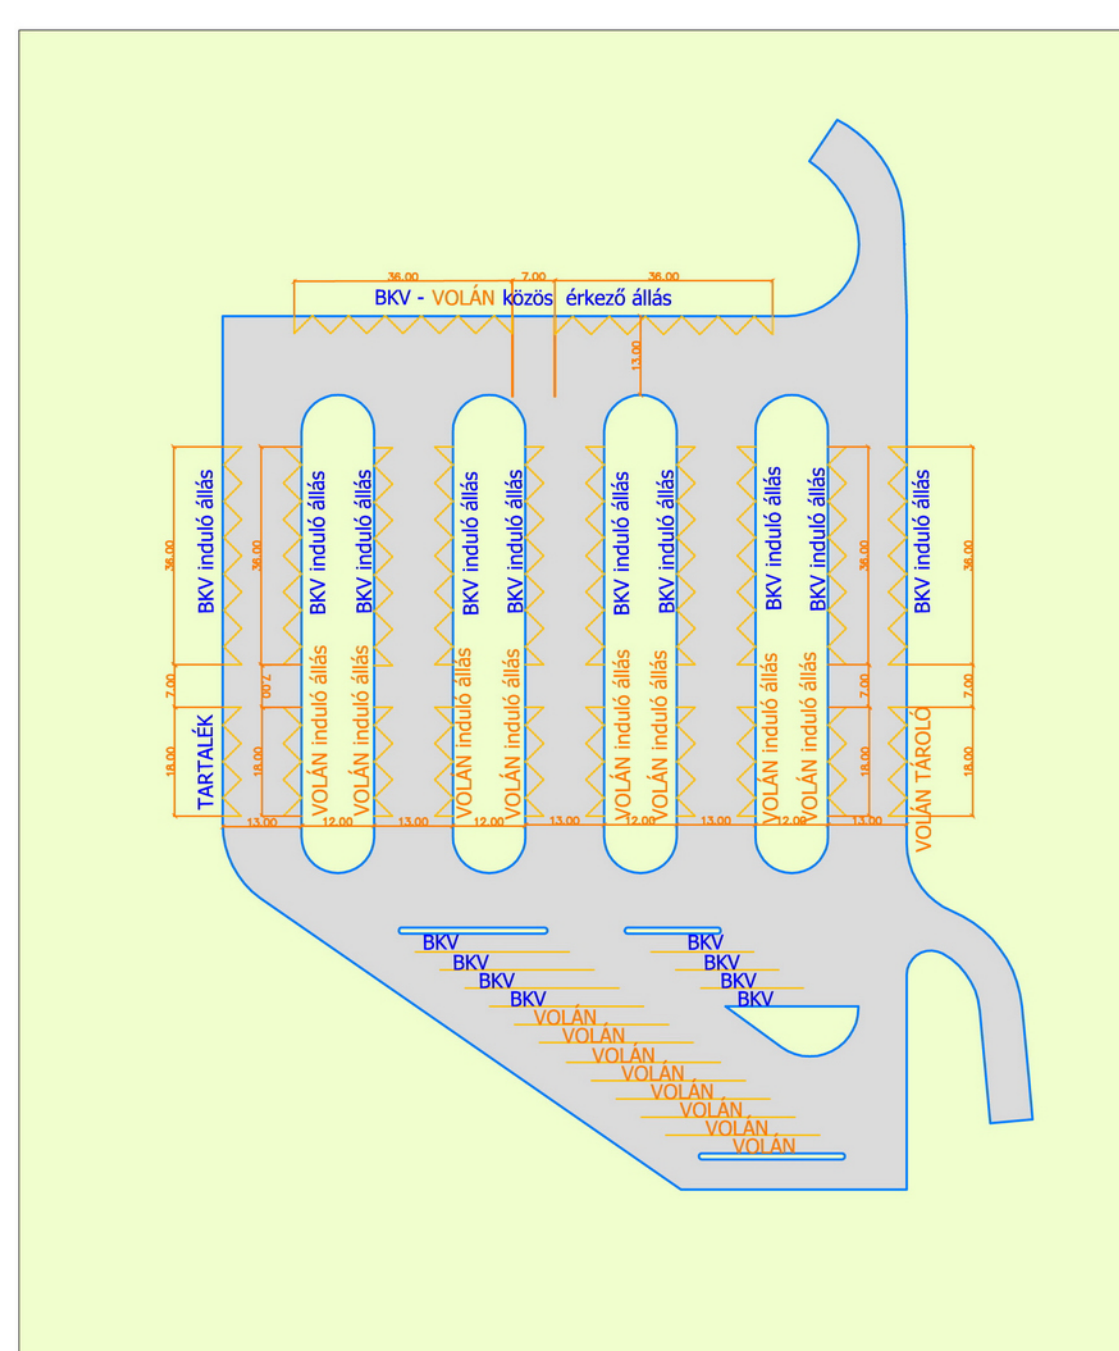 36.00 7.00 36.00
BKV - VOLÁN közös érkező állás
13.00
BKV induló állás
BKV induló állás
BKV induló állás
BKV induló állás
BKV induló állás
BKV induló állás
BKV induló állás
BKV induló állás
BKV induló állás
BKV induló állás
36.00
36.00
36.00
36.00
7.00
7.00
7.00
7.00
TARTALÉK
VOLÁN induló állás
VOLÁN induló állás
VOLÁN induló állás
VOLÁN induló állás
VOLÁN induló állás
VOLÁN induló állás
VOLÁN induló állás
VOLÁN induló állás
VOLÁN TÁROLÓ
18.00
18.00
18.00
18.00
13.00 12.00 13.00 12.00 13.00 12.00 13.00 12.00 13.00
BKV
BKV
BKV
BKV
BKV
BKV
BKV
BKV
VOLÁN
VOLÁN
VOLÁN
VOLÁN
VOLÁN
VOLÁN
VOLÁN
VOLÁN